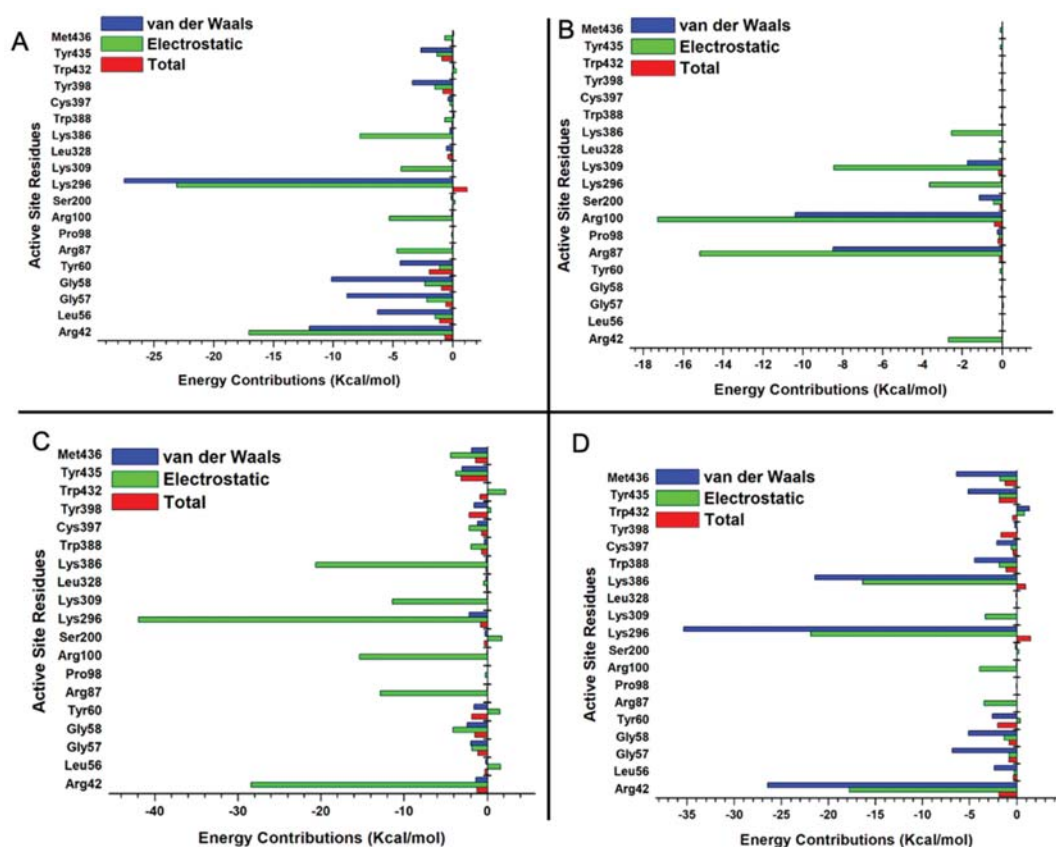 A
van der Waals
Electrostatic
Total
Active Site Residues
Met436
Tyr435
Trp432
Tyr398
Cys397
Trp388
Lys386
Leu328
Lys309
Lys296
Ser200
Arg100
Pro98
Arg87
Tyr60
Gly58
Gly57
Leu56
Arg42
-25 -20 -15 -10 -5 0
Energy Contributions (Kcal/mol)
B
van der Waals
Electrostatic
Total
Active Site Residues
Met436
Tyr435
Trp432
Tyr398
Cys397
Trp388
Lys386
Leu328
Lys309
Lys296
Ser200
Arg100
Pro98
Arg87
Tyr60
Gly58
Gly57
Leu56
Arg42
-18 -16 -14 -12 -10 -8 -6 -4 -2 0
Energy Contributions (Kcal/mol)
C
van der Waals
Electrostatic
Total
Active Site Residues
Met436
Tyr435
Trp432
Tyr398
Cys397
Trp388
Lys386
Leu328
Lys309
Lys296
Ser200
Arg100
Pro98
Arg87
Tyr60
Gly58
Gly57
Leu56
Arg42
-40 -30 -20 -10 0
Energy Contributions (Kcal/mol)
D
van der Waals
Electrostatic
Total
Active Site Residues
Met436
Tyr435
Trp432
Tyr398
Cys397
Trp388
Lys386
Leu328
Lys309
Lys296
Ser200
Arg100
Pro98
Arg87
Tyr60
Gly58
Gly57
Leu56
Arg42
-35 -30 -25 -20 -15 -10 -5 0
Energy Contributions (Kcal/mol)